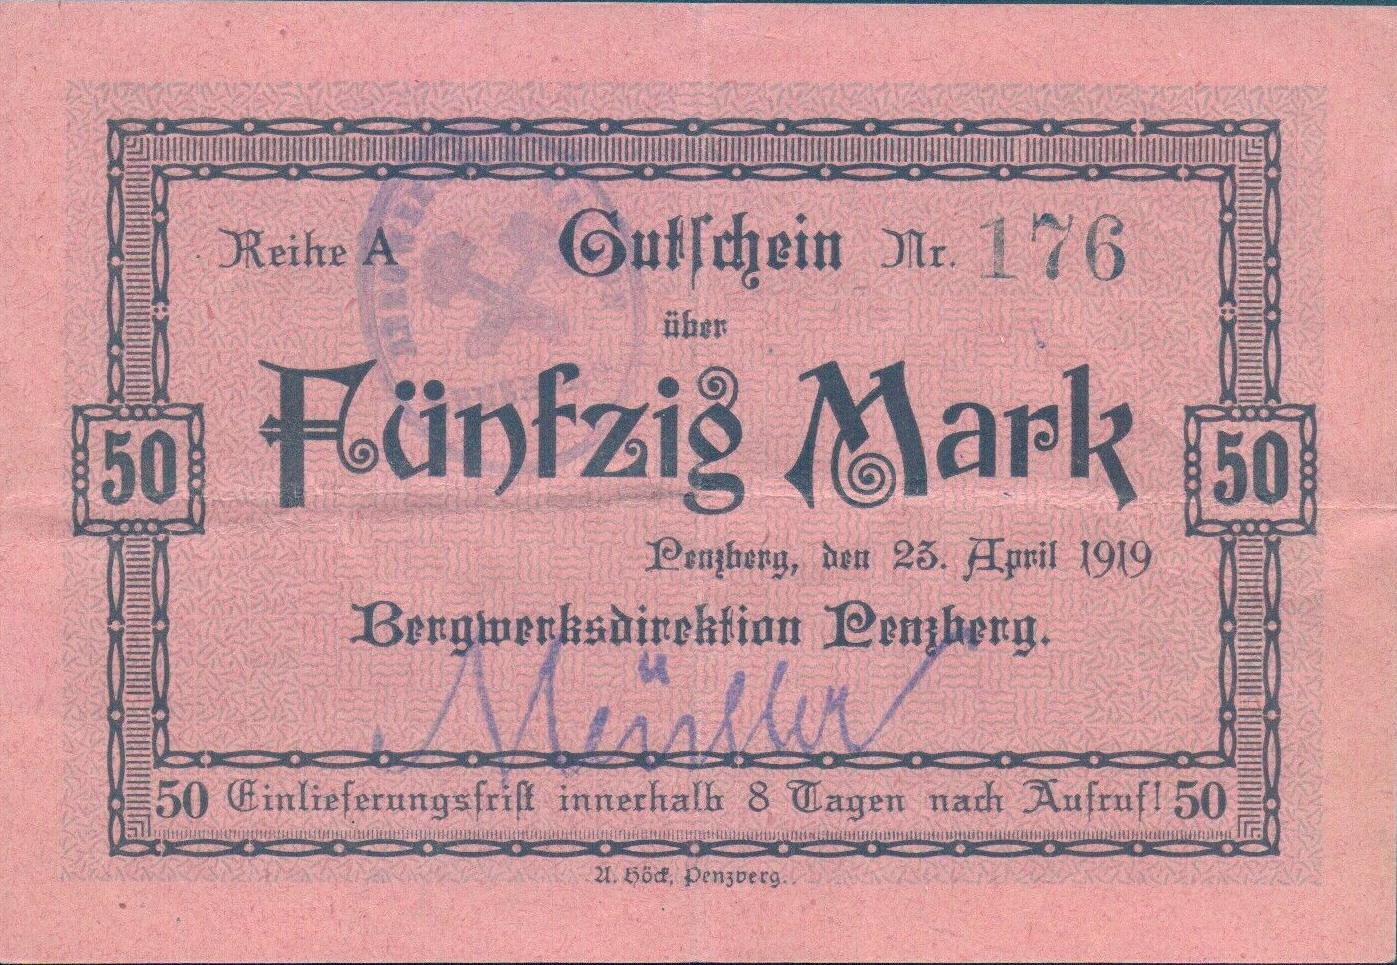 Reihe A Gutschein Nr. 176
über
Fünfzig Mark
50 50
Penzberg, den 23. April 1919
Bergwerksdirektion Penzberg.
50 Einlieferungsfrist innerhalb 8 Tagen nach Aufruf! 50
A. Höck, Penzberg.